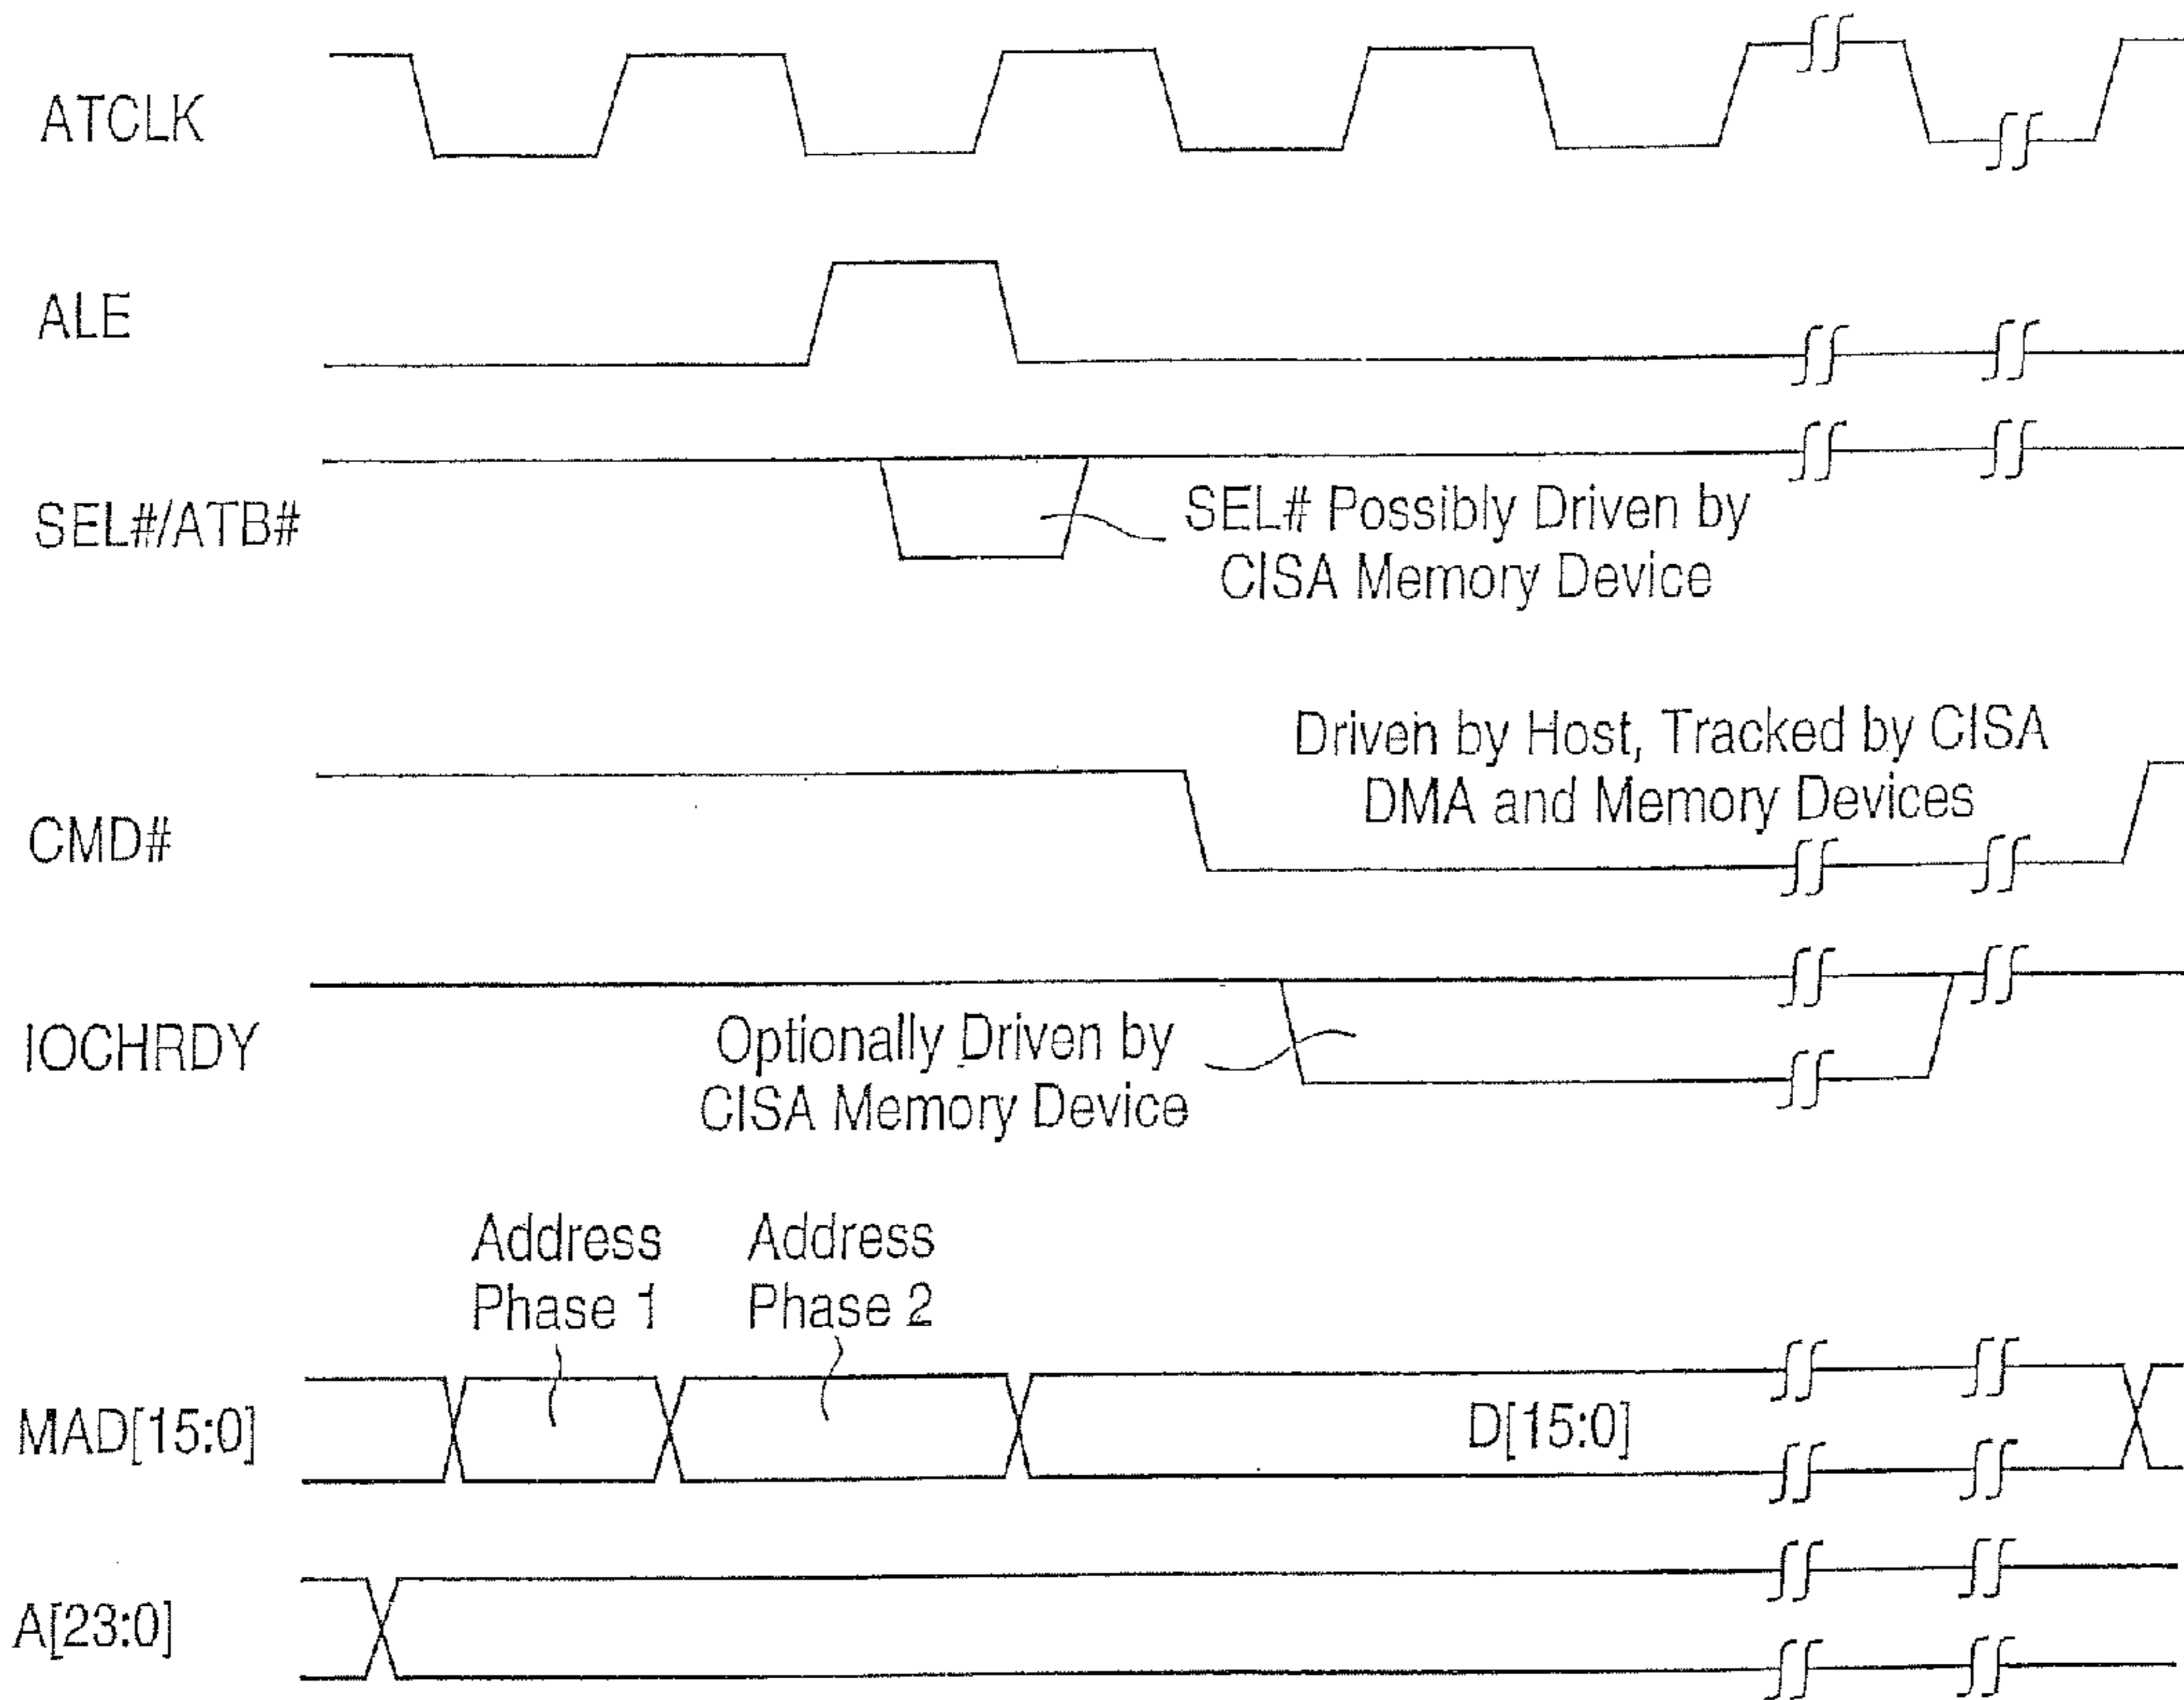 ATCLK
ALE
SEL#/ATB#
SEL# Possibly Driven by
CISA Memory Device
Driven by Host, Tracked by CISA
DMA and Memory Devices
CMD#
IOCHRDY
Optionally Driven by
CISA Memory Device
Address
Phase 1
Address
Phase 2
MAD[15:0]
D[15:0]
A[23:0]